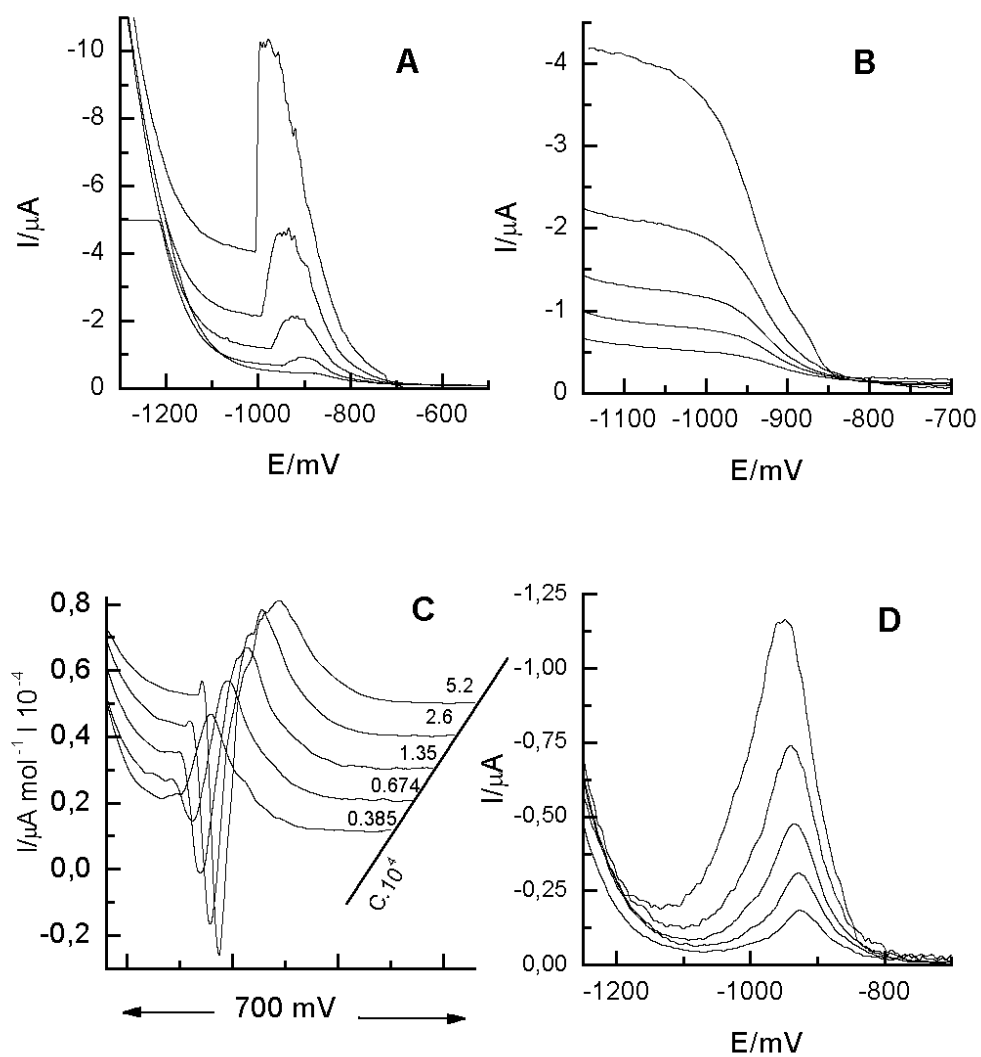 A
-10
-8
-6
-4
-2
0
I/µA
-1200 -1000 -800 -600
E/mV
B
-4
-3
-2
-1
0
I/µA
-1100 -1000 -900 -800 -700
E/mV
C
0,8
0,6
0,4
0,2
0,0
-0,2
I/µA mol⁻¹ l 10⁻⁴
5.2
2.6
1.35
0.674
0.385
C.10⁻⁴
700 mV
D
-1,25
-1,00
-0,75
-0,50
-0,25
0,00
I/µA
-1200 -1000 -800
E/mV